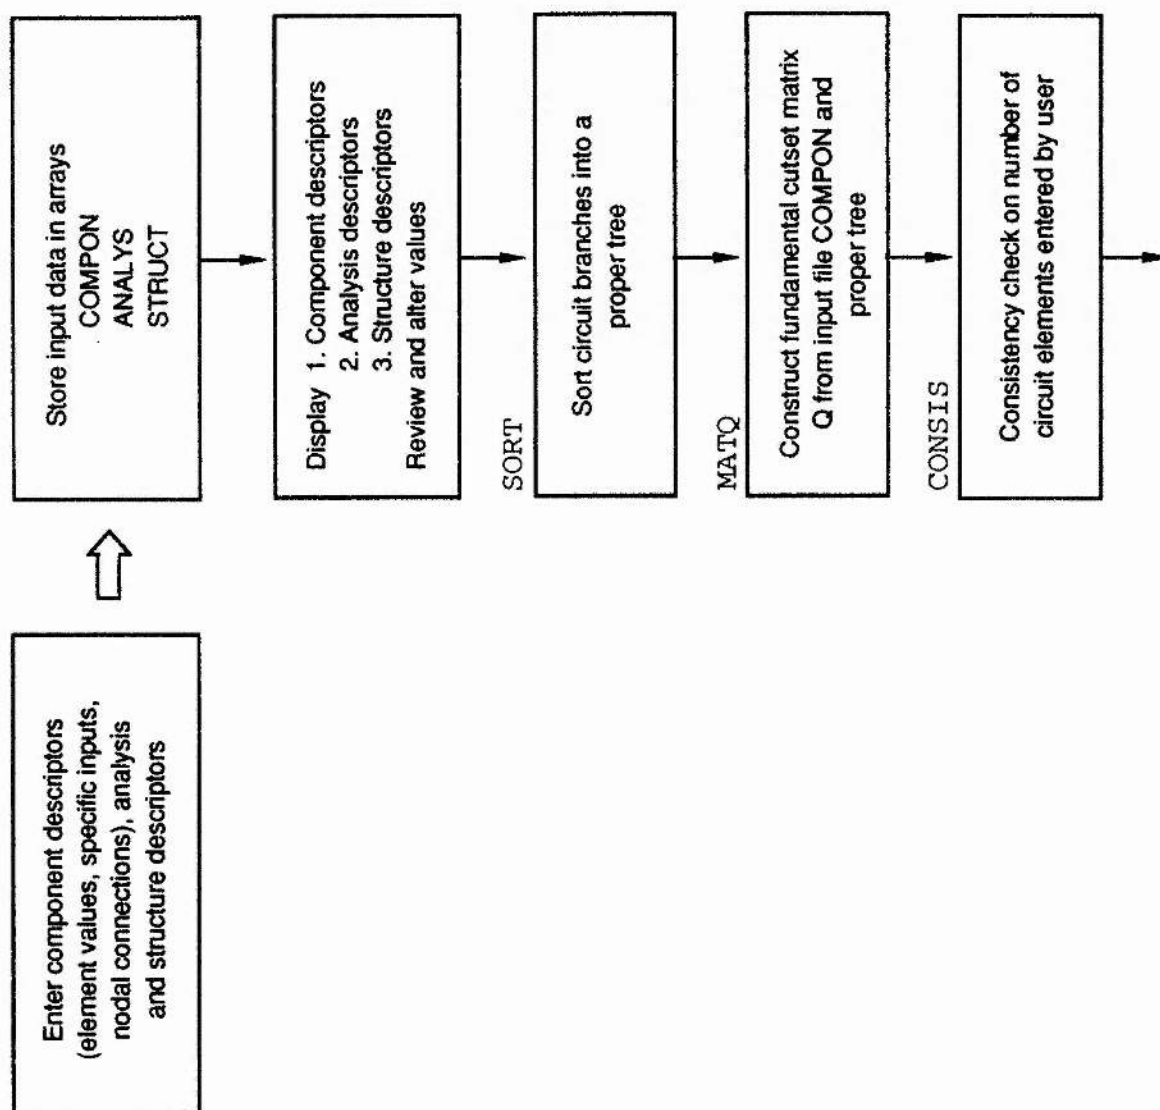 Enter component descriptors
(element values, specific inputs,
nodal connections), analysis
and structure descriptors
Store input data in arrays
COMPON
ANALYS
STRUCT
Display 1. Component descriptors
2. Analysis descriptors
3. Structure descriptors
Review and alter values
SORT
Sort circuit branches into a
proper tree
MATQ
Construct fundamental cutset matrix
Q from input file COMPON and
proper tree
CONSIS
Consistency check on number of
circuit elements entered by user